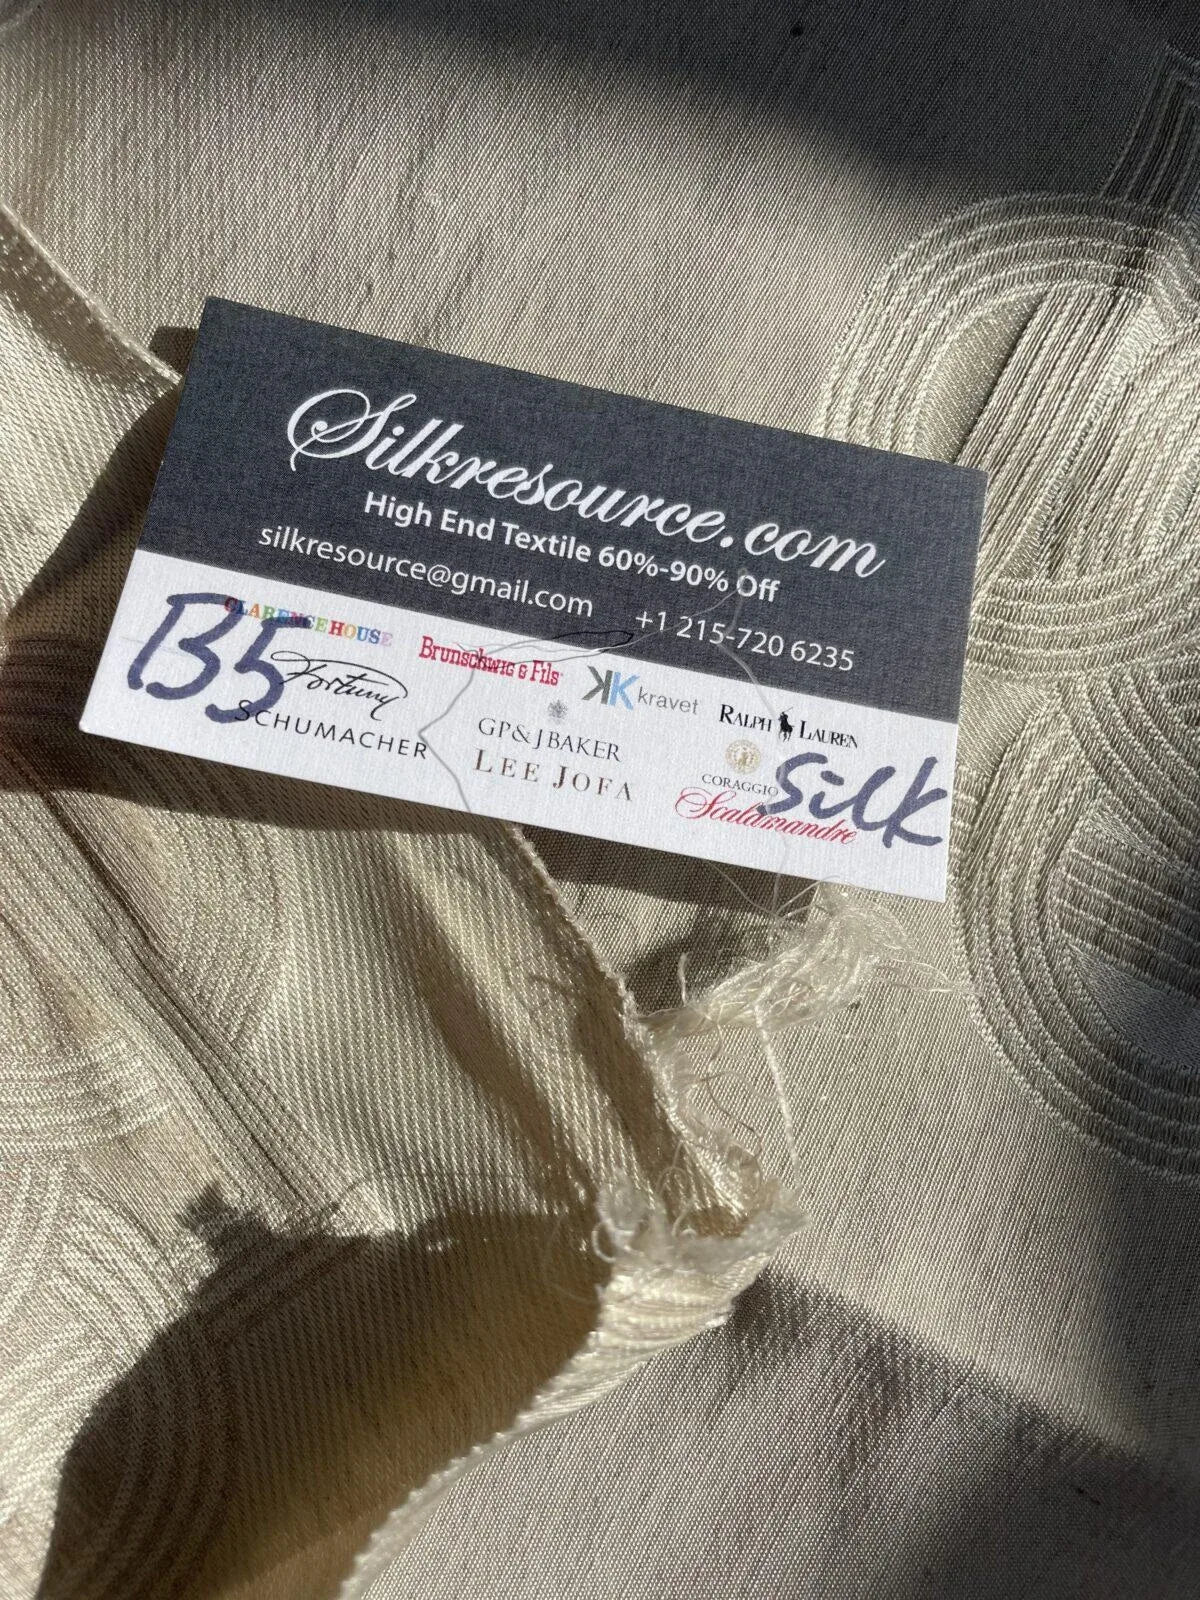 Silkresource.com
High End Textile 60%-90% Off
silkresource@gmail.com +1 215-720 6235
CLARENCE HOUSE Brunschwig & Fils kravet RALPH LAUREN
B5 Fortuny GP & J BAKER CORAGGIO Silk
SCHUMACHER LEE JOFA Scalamandre